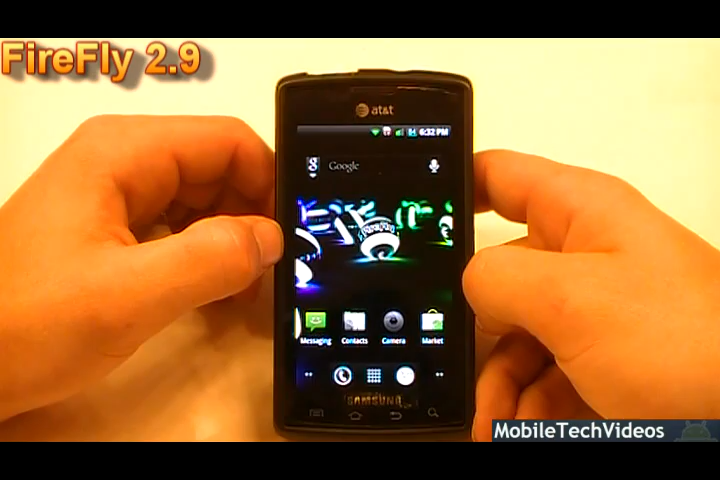 FireFly 2.9
at&t
6:32 PM
Google
Messaging Contacts Camera Market
SAMSUNG
MobileTechVideos